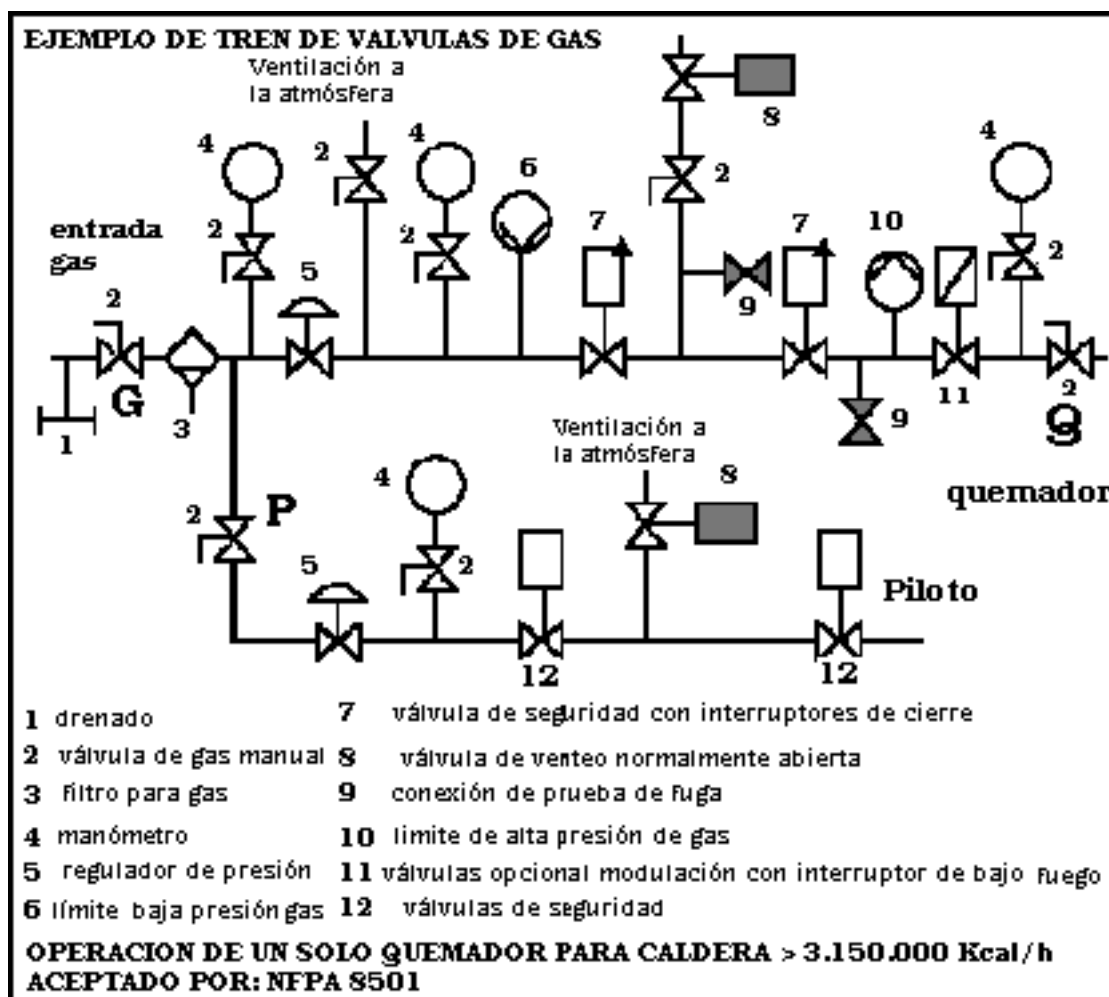 EJEMPLO DE TREN DE VALVULAS DE GAS
Ventilación a
la atmósfera
8
4
2
4
6
2
4
entrada
gas
2
5
2
7
7
10
2
2
9
G
3
1
11
2
9
Ventilación a
la atmósfera
9
quemador
P
2
4
8
5
2
Piloto
12
12
1 drenado
2 válvula de gas manual
3 filtro para gas
4 manómetro
5 regulador de presión
6 límite baja presión gas
7 válvula de seguridad con interruptores de cierre
8 válvula de venteo normalmente abierta
9 conexión de prueba de fuga
10 limite de alta presión de gas
11 válvulas opcional modulación con interruptor de bajo fuego
12 válvulas de seguridad
OPERACION DE UN SOLO QUEMADOR PARA CALDERA > 3.150.000 Kcal/h
ACEPTADO POR: NFPA 8501